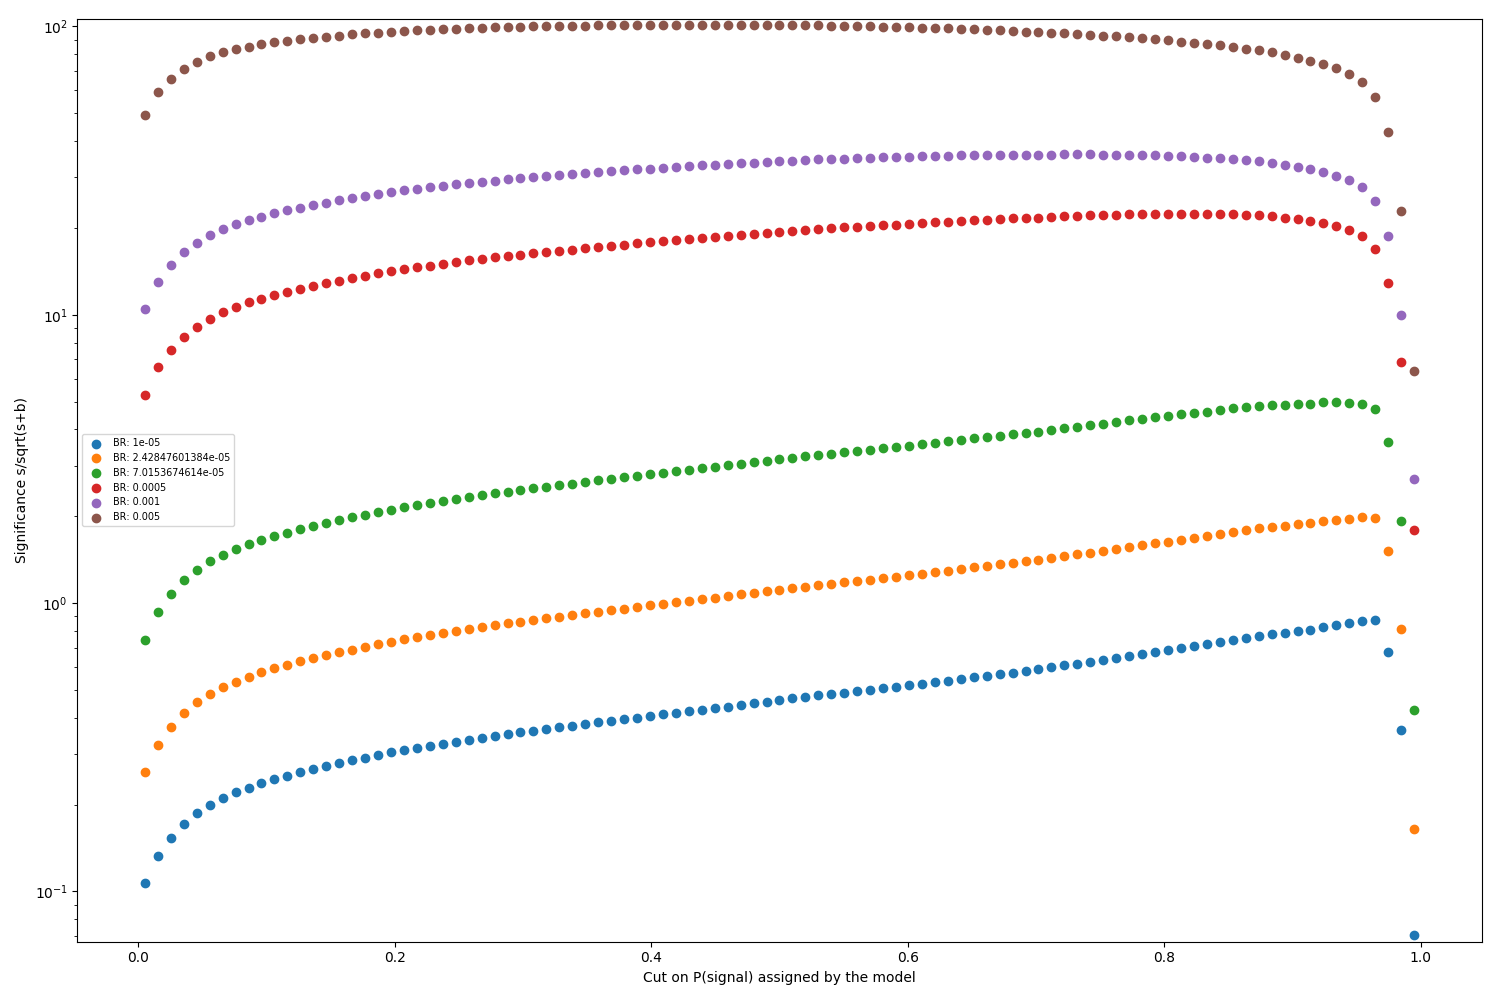 10²
10¹
10⁰
10⁻¹
Significance s/sqrt(s+b)
BR: 1e-05
BR: 2.42847601384e-05
BR: 7.0153674614e-05
BR: 0.0005
BR: 0.001
BR: 0.005
0.0 0.2 0.4 0.6 0.8 1.0
Cut on P(signal) assigned by the model